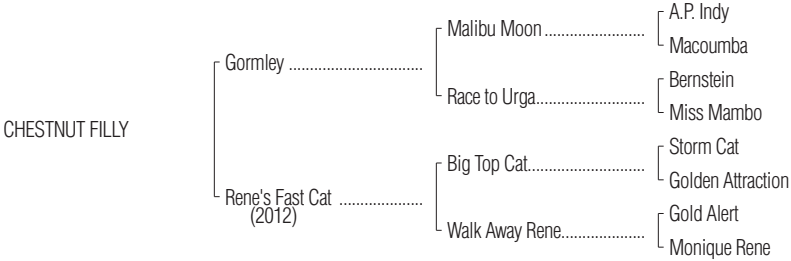 A.P. Indy
Malibu Moon ........................
Macoumba
Gormley ................................
Bernstein
Race to Urga..........................
Miss Mambo
CHESTNUT FILLY
Storm Cat
Big Top Cat............................
Golden Attraction
Rene's Fast Cat ....................
(2012)
Gold Alert
Walk Away Rene....................
Monique Rene